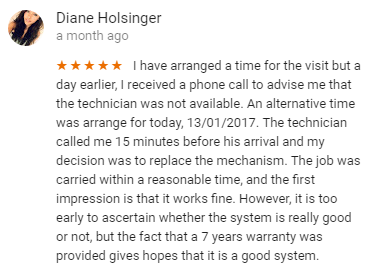 Diane Holsinger
a month ago
★★★★★ I have arranged a time for the visit but a
day earlier, I received a phone call to advise me that
the technician was not available. An alternative time
was arrange for today, 13/01/2017. The technician
called me 15 minutes before his arrival and my
decision was to replace the mechanism. The job was
carried within a reasonable time, and the first
impression is that it works fine. However, it is too
early to ascertain whether the system is really good
or not, but the fact that a 7 years warranty was
provided gives hopes that it is a good system.